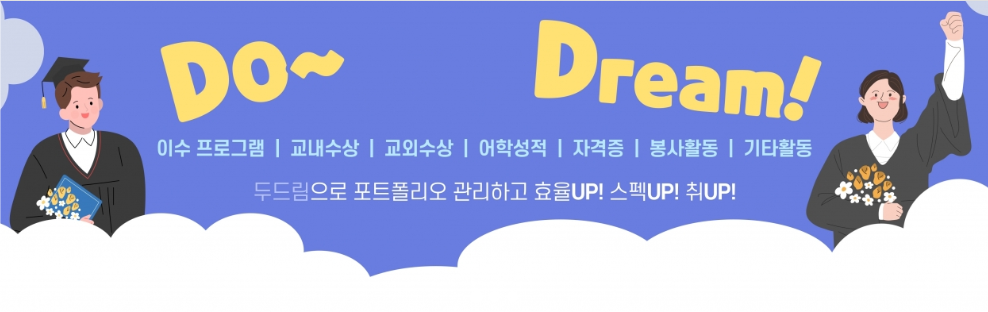 DO~ Dream!
이수 프로그램 | 교내수상 | 교외수상 | 어학성적 | 자격증 | 봉사활동 | 기타활동
두드림으로 포트폴리오 관리하고 효율UP! 스펙UP! 취UP!